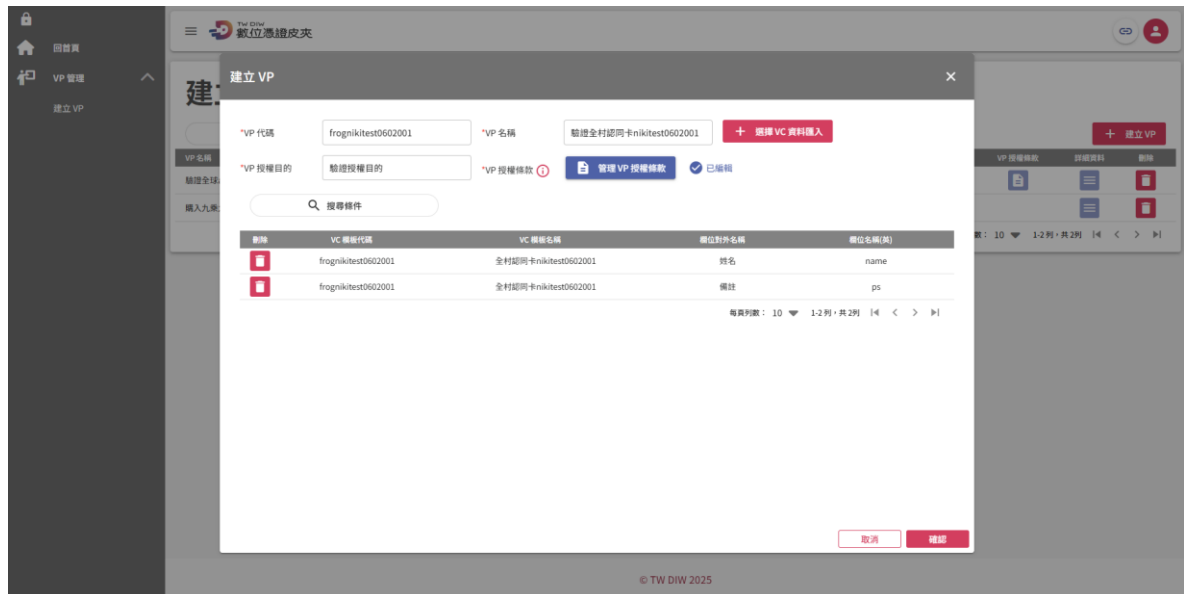 TW DIW
數位憑證皮夾
回首頁
VP 管理
建立 VP
建立 VP
*VP 代碼 frognikitest0602001 *VP 名稱 驗證全村認同卡nikitest0602001 選擇 VC 資料匯入
*VP 授權目的 驗證授權目的 *VP 授權條款 管理 VP 授權條款 已編輯
搜尋條件
刪除 VC 模板代碼 VC 模板名稱 欄位對外名稱 欄位名稱(英)
frognikitest0602001 全村認同卡nikitest0602001 姓名 name
frognikitest0602001 全村認同卡nikitest0602001 備註 ps
每頁列數： 10 1-2 列，共 2列
取消 確認
建
建立 VP
VP 名稱 VP 授權條款 詳細資料 刪除
驗證全球
購入九乘
數： 10 1-2 列，共 2列
© TW DIW 2025